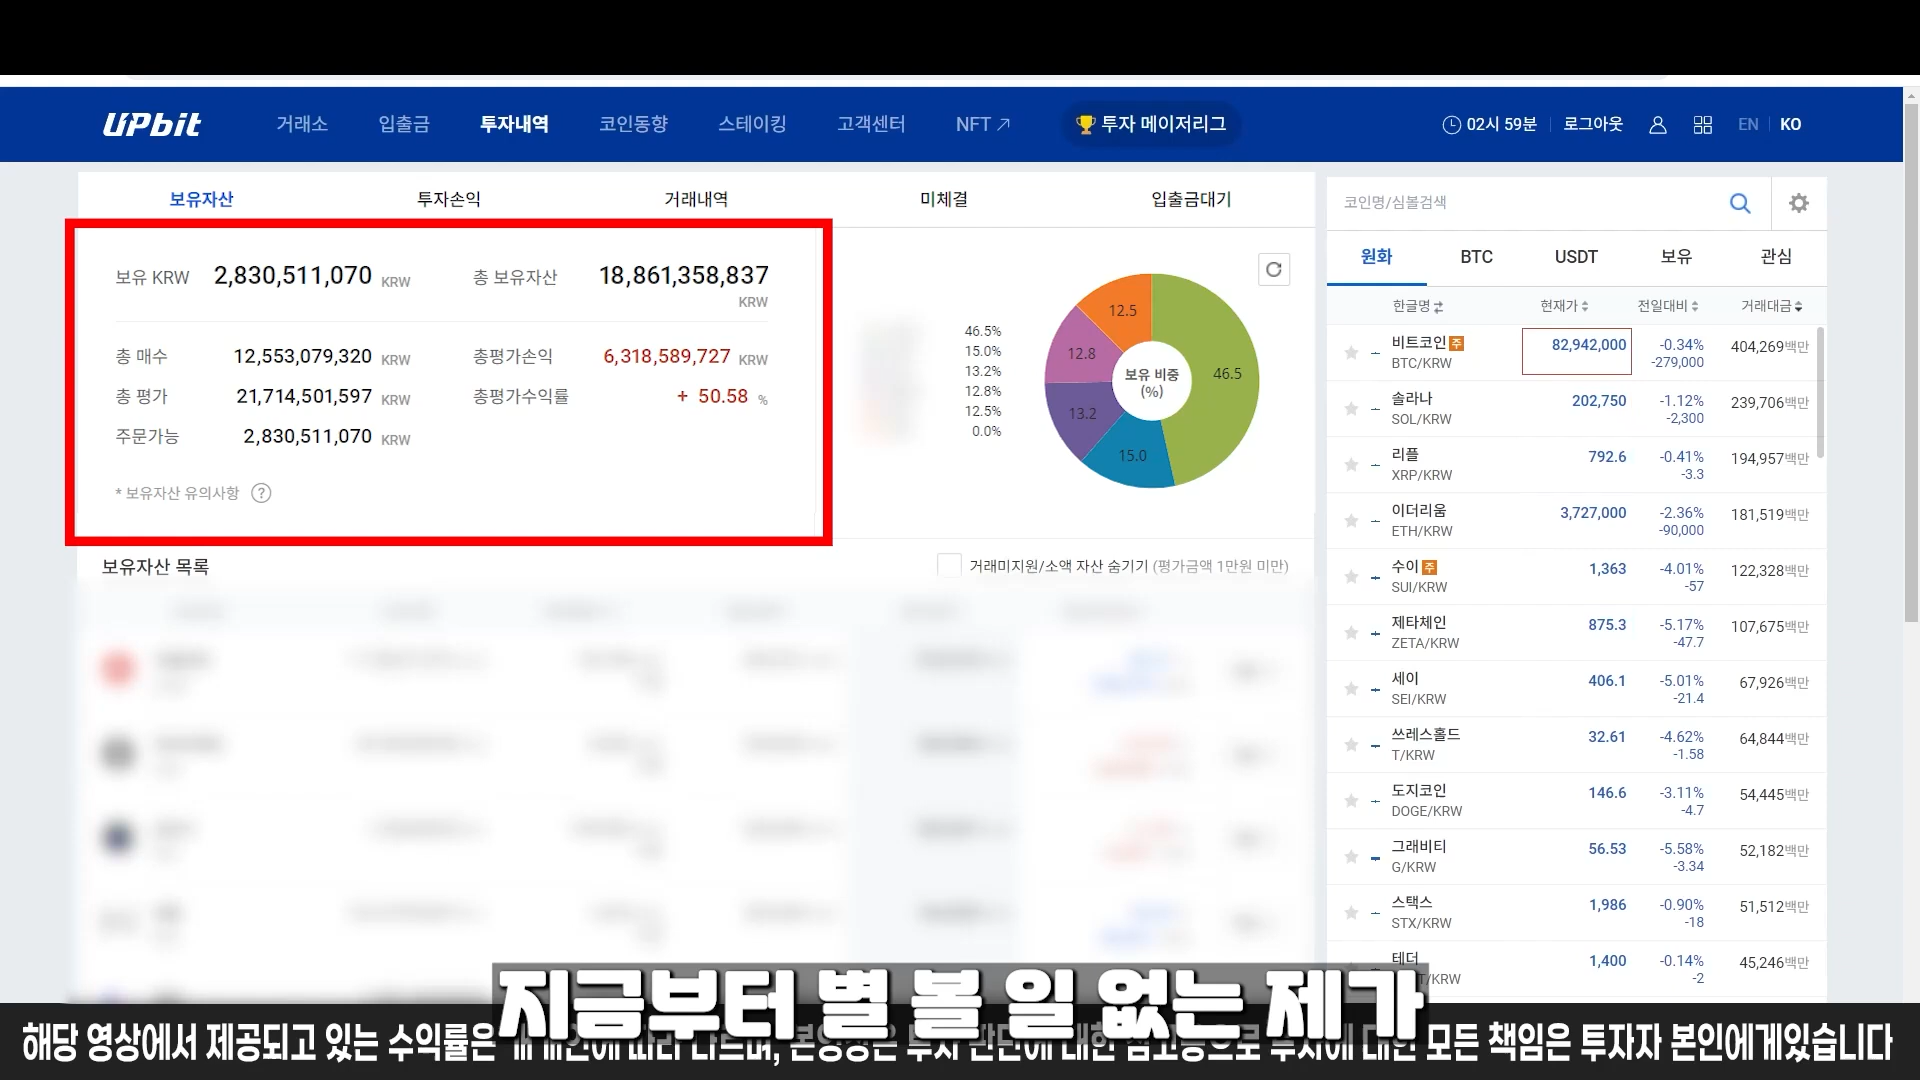 UPbit 거래소 입출금 투자내역 코인동향 스테이킹 고객센터 NFT 투자 메이저리그 02시 59분 로그아웃 EN KO
보유자산 투자손익 거래내역 미체결 입출금대기
보유 KRW 2,830,511,070 KRW 총 보유자산 18,861,358,837 KRW
총 매수 12,553,079,320 KRW 총평가손익 6,318,589,727 KRW
총 평가 21,714,501,597 KRW 총평가수익률 + 50.58 %
주문가능 2,830,511,070 KRW
* 보유자산 유의사항 ?
46.5%
15.0%
13.2%
12.8%
12.5%
0.0%
보유 비중
(%)
46.5
15.0
13.2
12.8
12.5
보유자산 목록 거래미지원/소액 자산 숨기기 (평가금액 1만원 미만)
코인명/심볼검색
원화 BTC USDT 보유 관심
한글명 현재가 전일대비 거래대금
비트코인 주 82,942,000 -0.34% 404,269백만
BTC/KRW -279,000
솔라나 202,750 -1.12% 239,706백만
SOL/KRW -2,300
리플 792.6 -0.41% 194,957백만
XRP/KRW -3.3
이더리움 3,727,000 -2.36% 181,519백만
ETH/KRW -90,000
수이 주 1,363 -4.01% 122,328백만
SUI/KRW -57
제타체인 875.3 -5.17% 107,675백만
ZETA/KRW -47.7
세이 406.1 -5.01% 67,926백만
SEI/KRW -21.4
쓰레스홀드 32.61 -4.62% 64,844백만
T/KRW -1.58
도지코인 146.6 -3.11% 54,445백만
DOGE/KRW -4.7
그래비티 56.53 -5.58% 52,182백만
G/KRW -3.34
스택스 1,986 -0.90% 51,512백만
STX/KRW -18
테더 1,400 -0.14% 45,246백만
T/KRW -2
지금부터 별 볼 일 없는 제가
해당 영상에서 제공되고 있는 수익률은 모든 책임은 투자자 본인에게있습니다